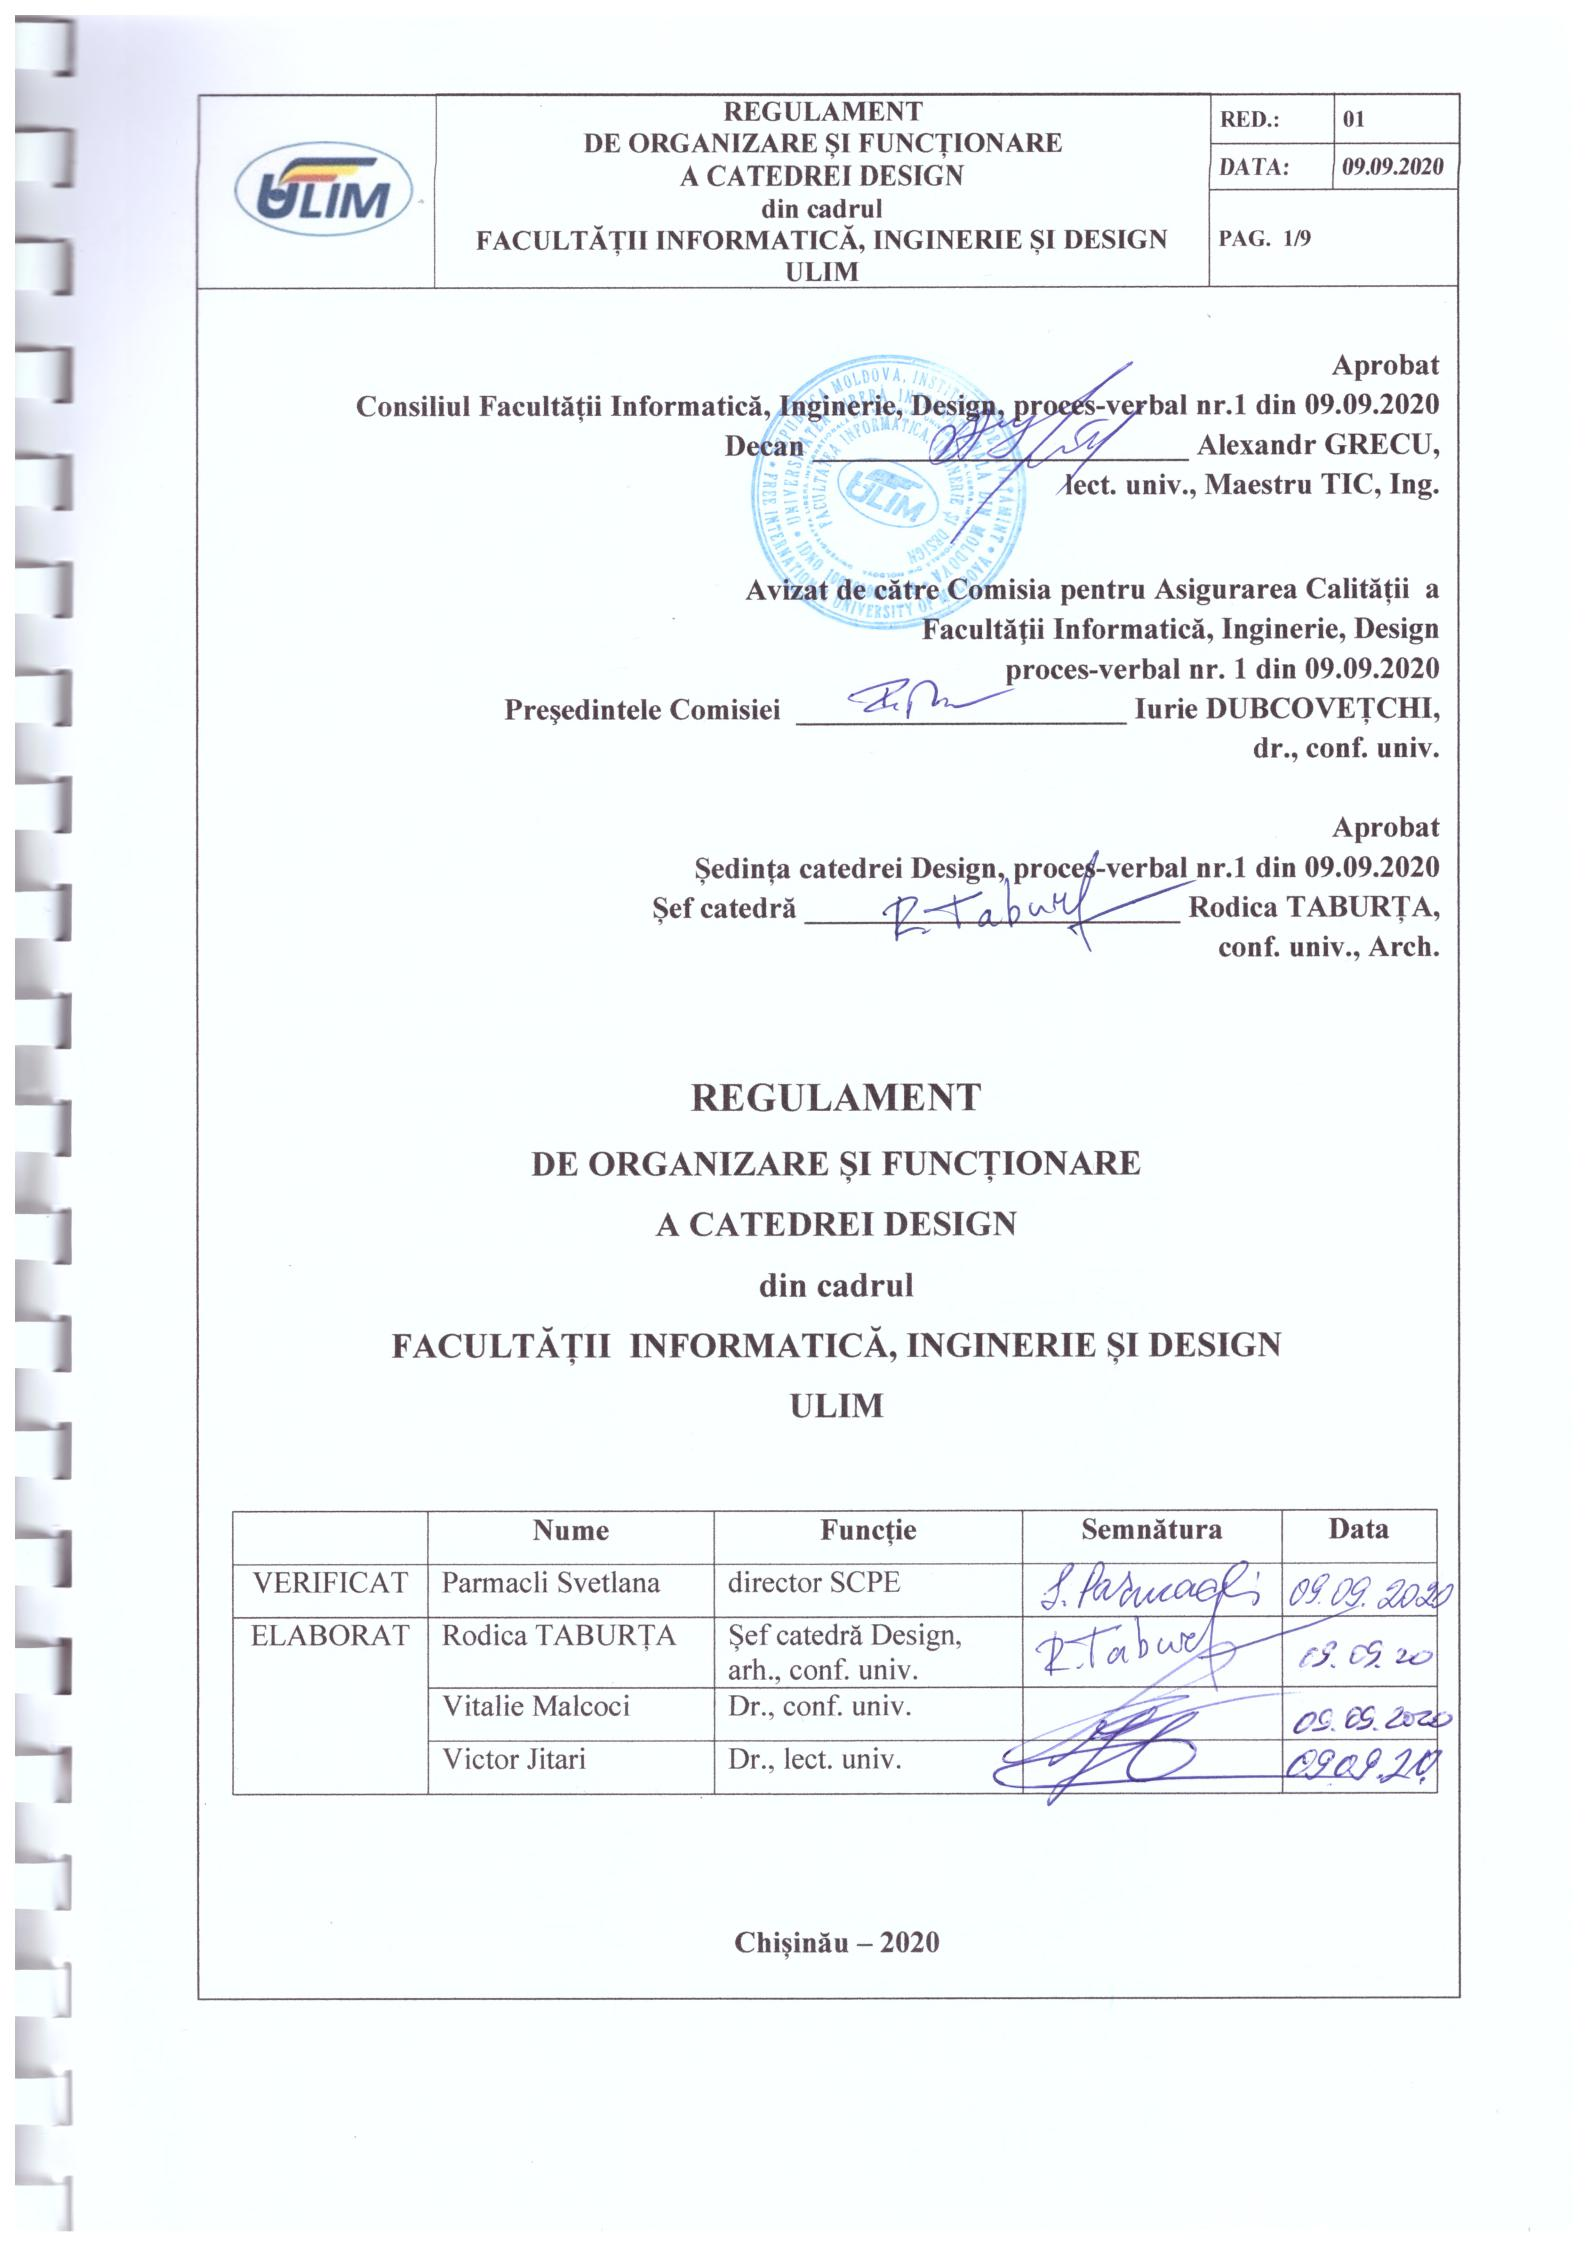 ULIM
REGULAMENT
DE ORGANIZARE ȘI FUNCȚIONARE
A CATEDREI DESIGN
din cadrul
FACULTĂȚII INFORMATICĂ, INGINERIE ȘI DESIGN
ULIM
RED.: 01
DATA: 09.09.2020
PAG. 1/9
Aprobat
Consiliul Facultății Informatică, Inginerie, Design, proces-verbal nr.1 din 09.09.2020
Decan Alexandr GRECU,
lect. univ., Maestru TIC, Ing.
ULIM
Avizat de către Comisia pentru Asigurarea Calității a
Facultăţii Informatică, Inginerie, Design
proces-verbal nr. 1 din 09.09.2020
Preşedintele Comisiei Iurie DUBCOVEȚCHI,
dr., conf. univ.
Aprobat
Ședința catedrei Design, proces-verbal nr.1 din 09.09.2020
Șef catedră R. Taburț Rodica TABURȚA,
conf. univ., Arch.
REGULAMENT
DE ORGANIZARE ȘI FUNCȚIONARE
A CATEDREI DESIGN
din cadrul
FACULTĂȚII INFORMATICĂ, INGINERIE ȘI DESIGN
ULIM
Nume Funcție Semnătura Data
VERIFICAT Parmacli Svetlana director SCPE S. Parmacli 09.09.2020
ELABORAT Rodica TABURȚA Șef catedră Design, R. Taburț 09.09.20
arh., conf. univ.
Vitalie Malcoci Dr., conf. univ. 09.09.2020
Victor Jitari Dr., lect. univ.
Chișinău – 2020